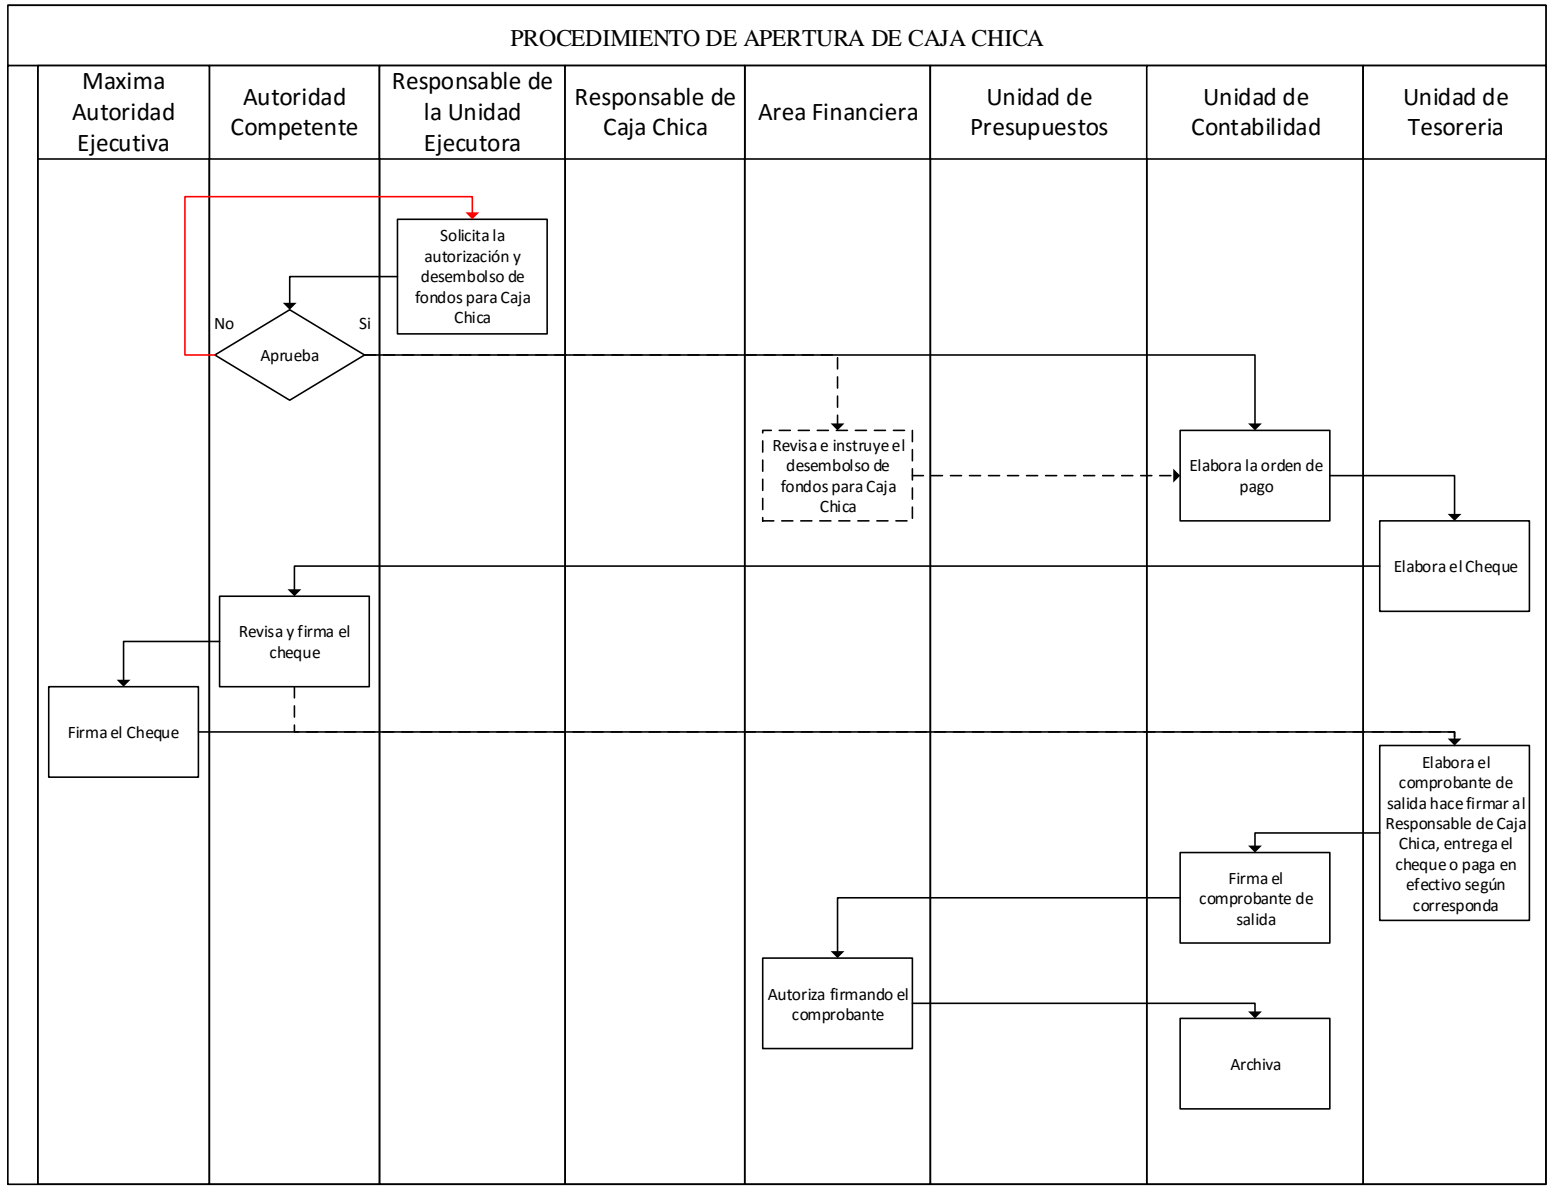 PROCEDIMIENTO DE APERTURA DE CAJA CHICA
Maxima
Autoridad
Ejecutiva
Autoridad
Competente
Responsable de
la Unidad
Ejecutora
Responsable de
Caja Chica
Area Financiera
Unidad de
Presupuestos
Unidad de
Contabilidad
Unidad de
Tesoreria
Solicita la
autorización y
desembolso de
fondos para Caja
Chica
No
Si
Aprueba
Revisa e instruye el
desembolso de
fondos para Caja
Chica
Elabora la orden de
pago
Elabora el Cheque
Revisa y firma el
cheque
Firma el Cheque
Elabora el
comprobante de
salida hace firmar al
Responsable de Caja
Chica, entrega el
cheque o paga en
efectivo según
corresponda
Firma el
comprobante de
salida
Autoriza firmando el
comprobante
Archiva